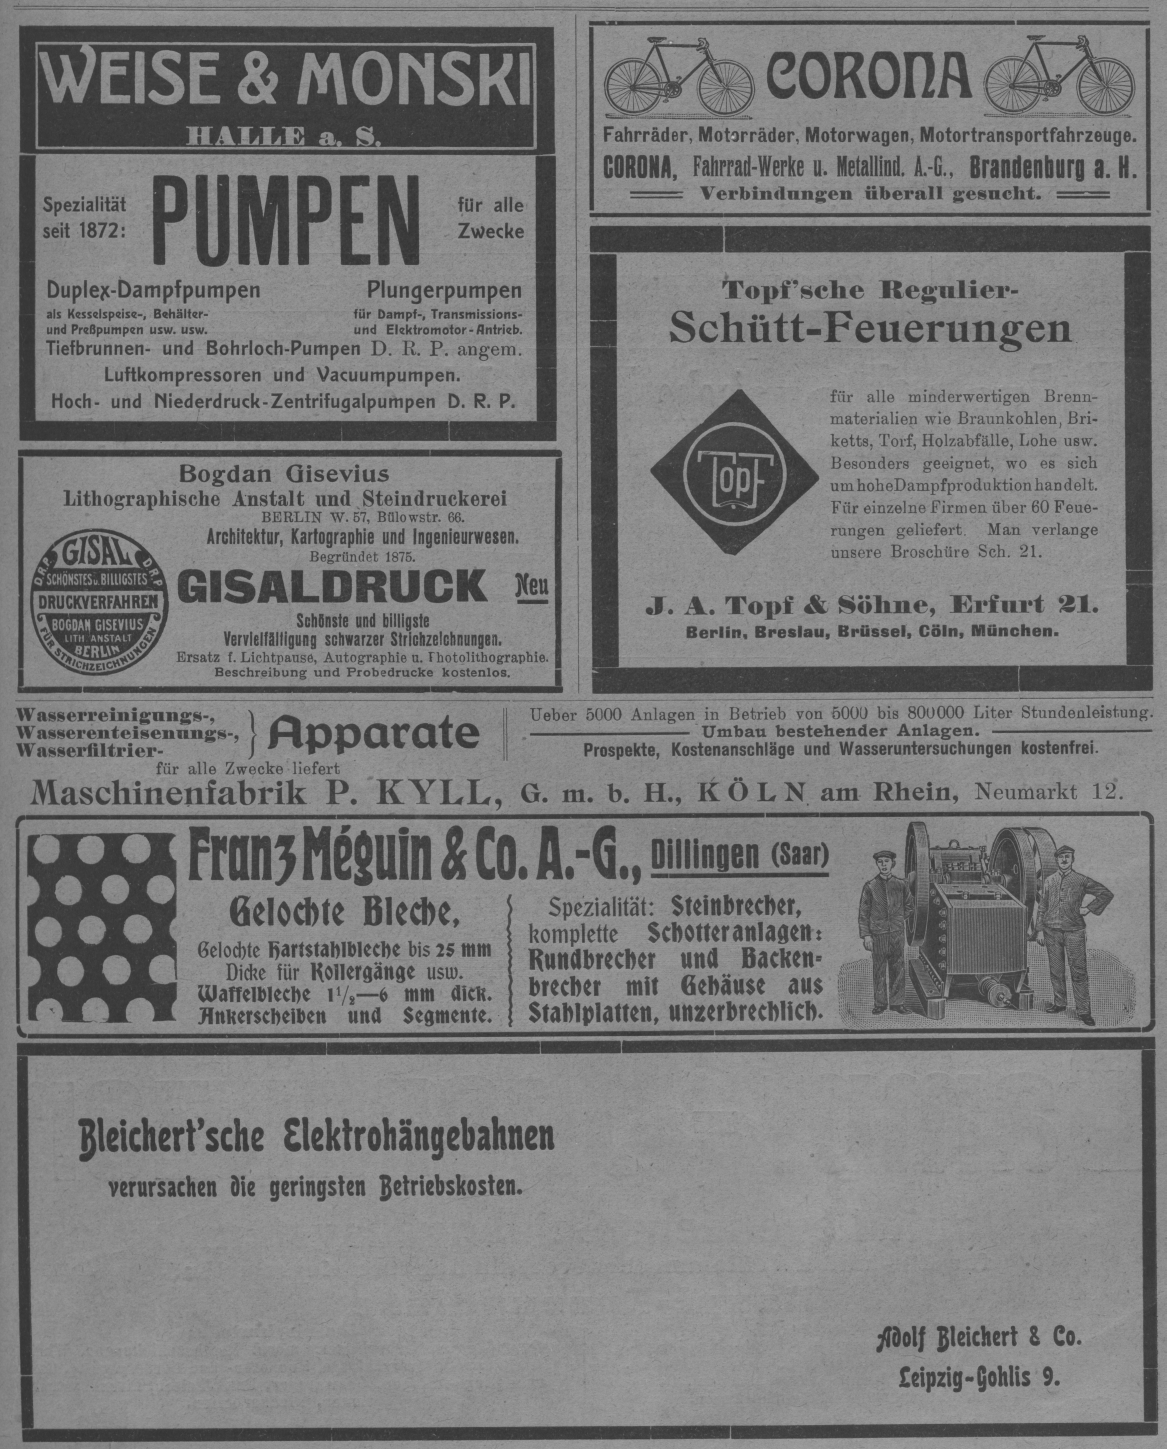 WEISE & MONSKI
HALLE a. S.
Spezialität
seit 1872:
PUMPEN
für alle
Zwecke
Duplex-Dampfpumpen
als Kesselspeise-, Behälter-
und Preßpumpen usw. usw.
Plungerpumpen
für Dampf-, Transmissions-
und Elektromotor-Antrieb.
Tiefbrunnen- und Bohrloch-Pumpen D. R. P. angem.
Luftkompressoren und Vacuumpumpen.
Hoch- und Niederdruck-Zentrifugalpumpen D. R. P.
CORONA
Fahrräder, Motorräder, Motorwagen, Motortransportfahrzeuge.
CORONA, Fahrrad-Werke u. Metallind. A.-G., Brandenburg a. H.
Verbindungen überall gesucht.
Topf'sche Regulier-
Schütt-Feuerungen
Topf
für alle minderwertigen Brenn-
materialien wie Braunkohlen, Bri-
ketts, Torf, Holzabfälle, Lohe usw.
Besonders geeignet, wo es sich
um hohe Dampfproduktion handelt.
Für einzelne Firmen über 60 Feue-
rungen geliefert. Man verlange
unsere Broschüre Sch. 21.
J. A. Topf & Söhne, Erfurt 21.
Berlin, Breslau, Brüssel, Cöln, München.
Bogdan Gisevius
Lithographische Anstalt und Steindruckerei
BERLIN W. 57, Bülowstr. 66.
Architektur, Kartographie und Ingenieurwesen.
Begründet 1875.
GISALDRUCK Neu
Schönste und billigste
Vervielfältigung schwarzer Strichzeichnungen.
Ersatz f. Lichtpause, Autographie u. Photolithographie.
Beschreibung und Probedrucke kostenlos.
D.R.P. GISAL D.R.P
SCHÖNSTES u. BILLIGSTES
DRUCKVERFAHREN
BOGDAN GISEVIUS
LITH. ANSTALT
BERLIN
FÜR STRICHZEICHNUNGEN
Wasserreinigungs-,
Wasserenteisenungs-,
Wasserfiltrier-
Apparate
für alle Zwecke liefert
Ueber 5000 Anlagen in Betrieb von 5000 bis 800000 Liter Stundenleistung.
Umbau bestehender Anlagen.
Prospekte, Kostenanschläge und Wasseruntersuchungen kostenfrei.
Maschinenfabrik P. KYLL, G. m. b. H., KÖLN am Rhein, Neumarkt 12.
Franz Méguin & Co. A.-G., Dillingen (Saar)
Gelochte Bleche,
Gelochte Hartstahlbleche bis 25 mm
Dicke für Kollergänge usw.
Waffelbleche 1 1/2—6 mm dick.
Ankerscheiben und Segmente.
Spezialität: Steinbrecher,
komplette Schotteranlagen:
Rundbrecher und Backen-
brecher mit Gehäuse aus
Stahlplatten, unzerbrechlich.
Bleichert'sche Elektrohängebahnen
verursachen die geringsten Betriebskosten.
Adolf Bleichert & Co.
Leipzig-Gohlis 9.